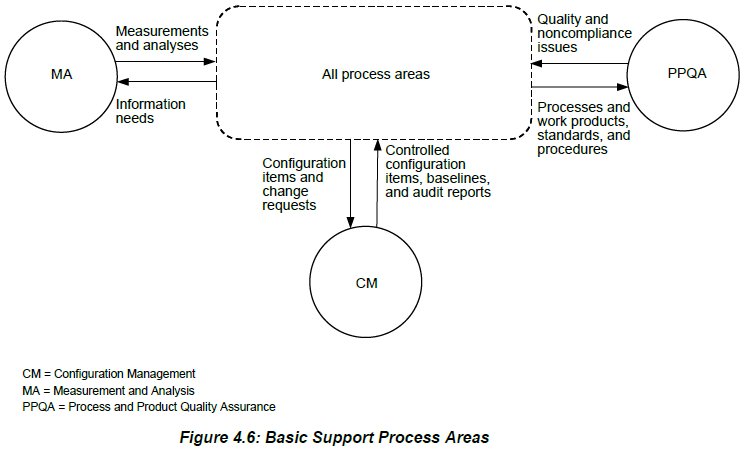 Measurements
and analyses
MA
Information
needs
All process areas
Quality and
noncompliance
issues
PPQA
Processes and
work products,
standards, and
procedures
Configuration
items and
change
requests
Controlled
configuration
items, baselines,
and audit reports
CM
CM = Configuration Management
MA = Measurement and Analysis
PPQA = Process and Product Quality Assurance
Figure 4.6: Basic Support Process Areas